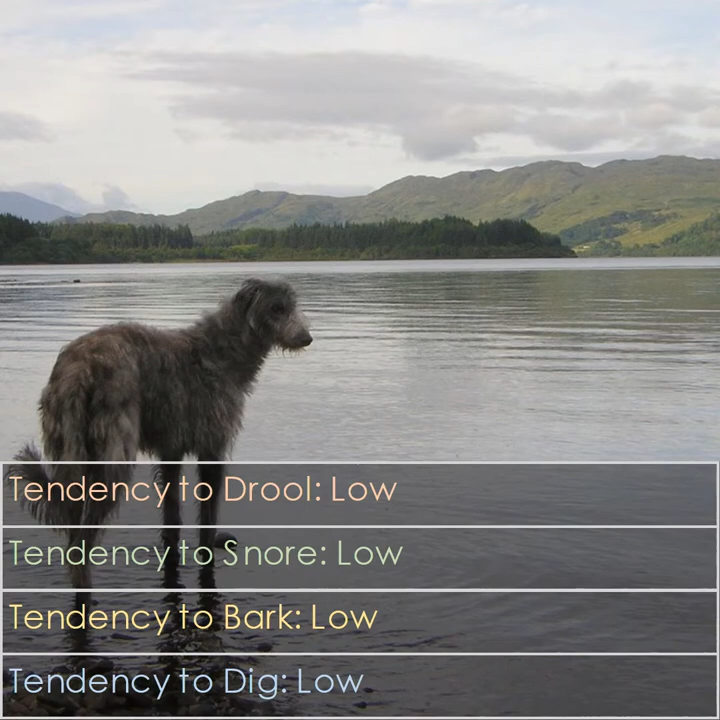 Tendency to Drool: Low
Tendency to Snore: Low
Tendency to Bark: Low
Tendency to Dig: Low